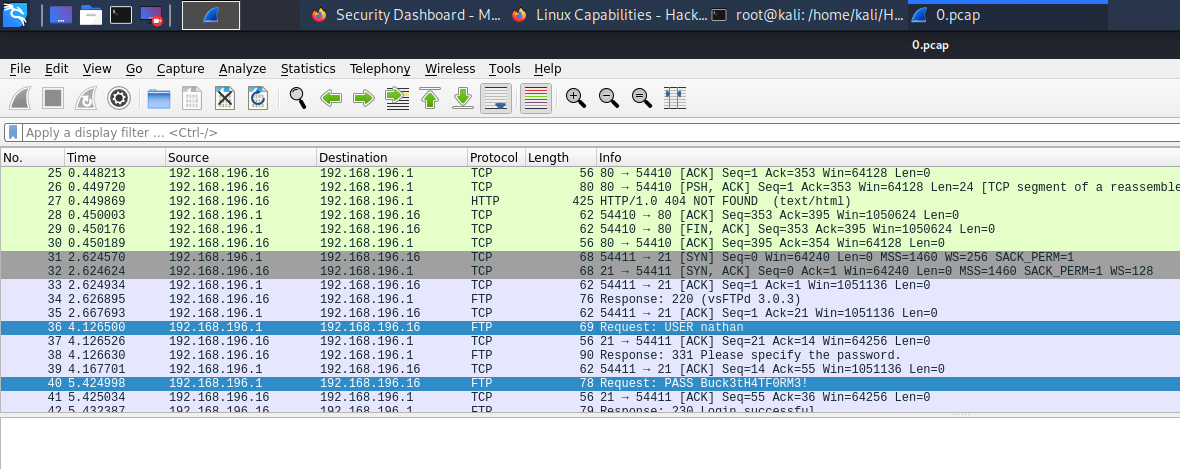 Security Dashboard - M... Linux Capabilities - Hack... root@kali: /home/kali/H... 0.pcap
0.pcap
File Edit View Go Capture Analyze Statistics Telephony Wireless Tools Help
Apply a display filter ... <Ctrl-/>
No. Time Source Destination Protocol Length Info
25 0.448213 192.168.196.16 192.168.196.1 TCP 56 80 → 54410 [ACK] Seq=1 Ack=353 Win=64128 Len=0
26 0.449720 192.168.196.16 192.168.196.1 TCP 80 80 → 54410 [PSH, ACK] Seq=1 Ack=353 Win=64128 Len=24 [TCP segment of a reassemble
27 0.449869 192.168.196.16 192.168.196.1 HTTP 425 HTTP/1.0 404 NOT FOUND (text/html)
28 0.450003 192.168.196.1 192.168.196.16 TCP 62 54410 → 80 [ACK] Seq=353 Ack=395 Win=1050624 Len=0
29 0.450176 192.168.196.1 192.168.196.16 TCP 62 54410 → 80 [FIN, ACK] Seq=353 Ack=395 Win=1050624 Len=0
30 0.450189 192.168.196.16 192.168.196.1 TCP 56 80 → 54410 [ACK] Seq=395 Ack=354 Win=64128 Len=0
31 2.624570 192.168.196.1 192.168.196.16 TCP 68 54411 → 21 [SYN] Seq=0 Win=64240 Len=0 MSS=1460 WS=256 SACK_PERM=1
32 2.624624 192.168.196.16 192.168.196.1 TCP 68 21 → 54411 [SYN, ACK] Seq=0 Ack=1 Win=64240 Len=0 MSS=1460 SACK_PERM=1 WS=128
33 2.624934 192.168.196.1 192.168.196.16 TCP 62 54411 → 21 [ACK] Seq=1 Ack=1 Win=1051136 Len=0
34 2.626895 192.168.196.16 192.168.196.1 FTP 76 Response: 220 (vsFTPd 3.0.3)
35 2.667693 192.168.196.1 192.168.196.16 TCP 62 54411 → 21 [ACK] Seq=1 Ack=21 Win=1051136 Len=0
36 4.126500 192.168.196.1 192.168.196.16 FTP 69 Request: USER nathan
37 4.126526 192.168.196.16 192.168.196.1 TCP 56 21 → 54411 [ACK] Seq=21 Ack=14 Win=64256 Len=0
38 4.126630 192.168.196.16 192.168.196.1 FTP 90 Response: 331 Please specify the password.
39 4.167701 192.168.196.1 192.168.196.16 TCP 62 54411 → 21 [ACK] Seq=14 Ack=55 Win=1051136 Len=0
40 5.424998 192.168.196.1 192.168.196.16 FTP 78 Request: PASS Buck3tH4TF0RM3!
41 5.425034 192.168.196.16 192.168.196.1 TCP 56 21 → 54411 [ACK] Seq=55 Ack=36 Win=64256 Len=0
42 5.432387 192.168.196.16 192.168.196.1 FTP 79 Response: 230 Login successful